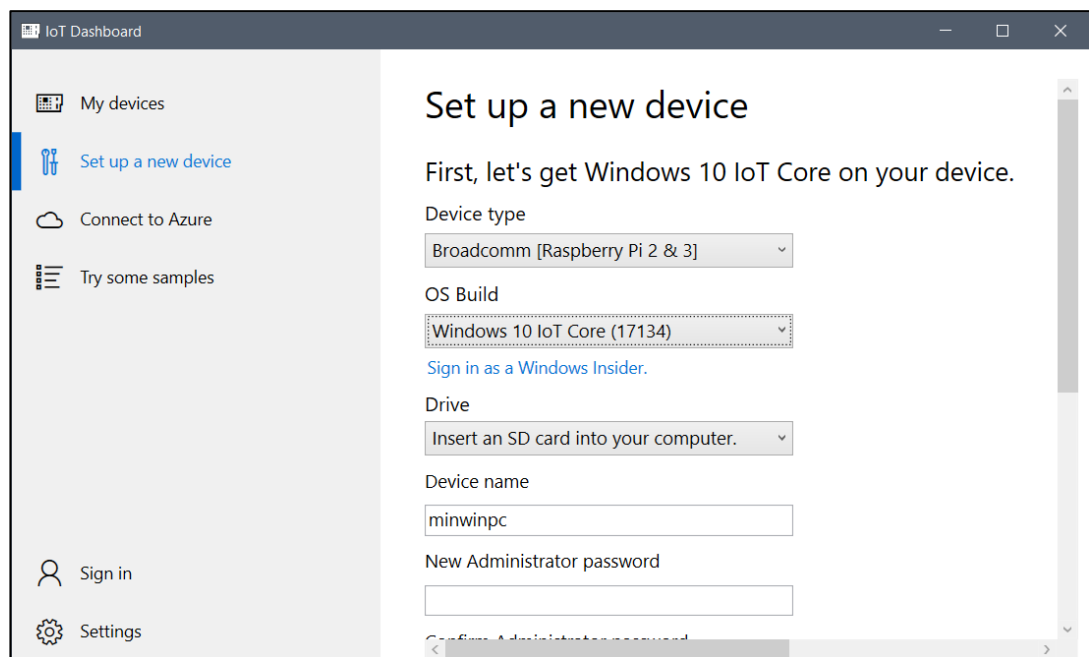 IoT Dashboard
My devices
Set up a new device
Connect to Azure
Try some samples
Sign in
Settings
Set up a new device
First, let's get Windows 10 IoT Core on your device.
Device type
Broadcomm [Raspberry Pi 2 & 3]
OS Build
Windows 10 IoT Core (17134)
Sign in as a Windows Insider.
Drive
Insert an SD card into your computer.
Device name
minwinpc
New Administrator password
Confirm Administrator password